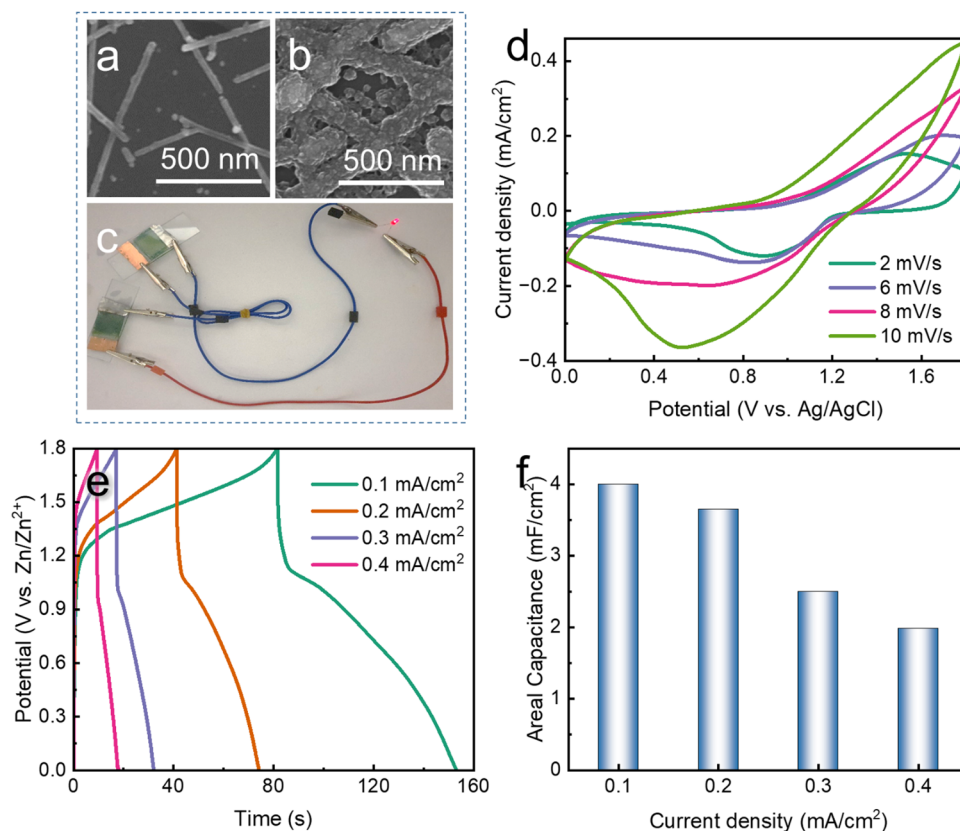 a
500 nm
b
500 nm
c
d
Current density (mA/cm²)
0.4
0.2
0.0
−0.2
−0.4
2 mV/s
6 mV/s
8 mV/s
10 mV/s
0.0 0.4 0.8 1.2 1.6
Potential (V vs. Ag/AgCl)
e
Potential (V vs. Zn/Zn²⁺)
1.8
1.5
1.2
0.9
0.6
0.3
0.0
0.1 mA/cm²
0.2 mA/cm²
0.3 mA/cm²
0.4 mA/cm²
0 40 80 120 160
Time (s)
f
Areal Capacitance (mF/cm²)
4
3
2
1
0
0.1 0.2 0.3 0.4
Current density (mA/cm²)